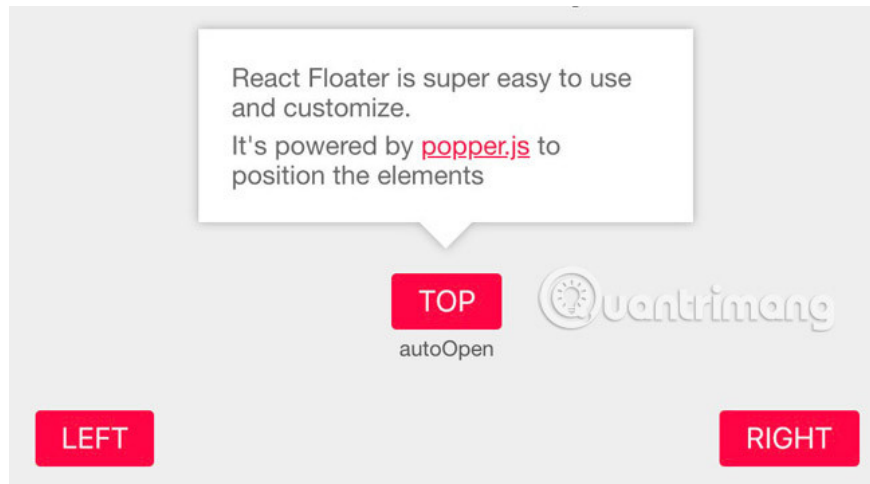 React Floater is super easy to use
and customize.
It's powered by popper.js to
position the elements
TOP
Quantrimang
autoOpen
LEFT
RIGHT